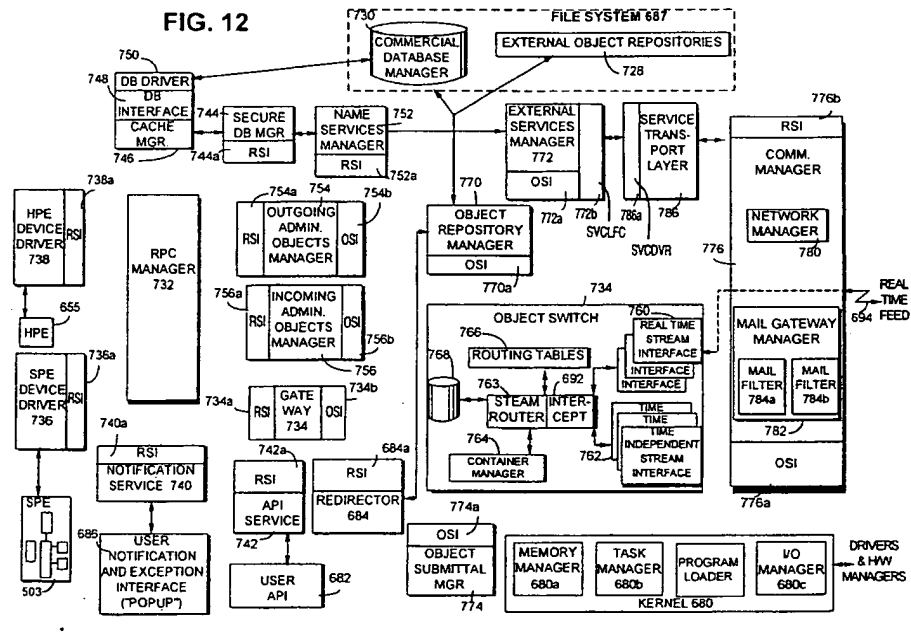 FIG. 12
FILE SYSTEM 687
730
COMMERCIAL
DATABASE
MANAGER
EXTERNAL OBJECT REPOSITORIES
728
750
748
DB DRIVER
DB
INTERFACE
CACHE MGR.
746
744
SECURE
DB MGR
RSI
744a
NAME
SERVICES
MANAGER
RSI
752
752a
EXTERNAL
SERVICES
MANAGER
772
OSI
772a
772b
SVCLFC
SERVICE
TRANS-
PORT
LAYER
786a
786
SVCDVR
776b
RSI
COMM.
MANAGER
NETWORK
MANAGER
780
776
738a
HPE
DEVICE
DRIVER
738
RSI
HPE
655
RPC
MANAGER
732
754a
754
754b
RSI
OUTGOING
ADMIN.
OBJECTS
MANAGER
OSI
770
OBJECT
REPOSITORY
MANAGER
OSI
770a
756a
RSI
INCOMING
ADMIN.
OBJECTS
MANAGER
OSI
756b
756
734
OBJECT SWITCH
760
REAL TIME
STREAM
INTERFACE
INTERFACE
INTERFACE
766
ROUTING TABLES
768
763
692
STEAM
ROUTER
INTER-
CEPT
764
CONTAINER
MANAGER
762
TIME
TIME
TIME
INDEPENDENT
STREAM
INTERFACE
REAL
TIME
FEED
694
MAIL GATEWAY
MANAGER
MAIL
FILTER
784a
MAIL
FILTER
784b
782
OSI
776a
736a
SPE
DEVICE
DRIVER
736
RSI
734a
734b
RSI
GATE
WAY
734
OSI
740a
RSI
NOTIFICATION
SERVICE 740
742a
RSI
API
SERVICE
742
684a
RSI
REDIRECTOR
684
SPE
503
686
USER
NOTIFICATION
AND EXCEPTION
INTERFACE
("POPUP")
USER
API
682
774a
OSI
OBJECT
SUBMITTAL
MGR
774
MEMORY
MANAGER
680a
TASK
MANAGER
680b
PROGRAM
LOADER
I/O
MANAGER
680c
KERNEL 680
DRIVERS
& H/W
MANAGERS